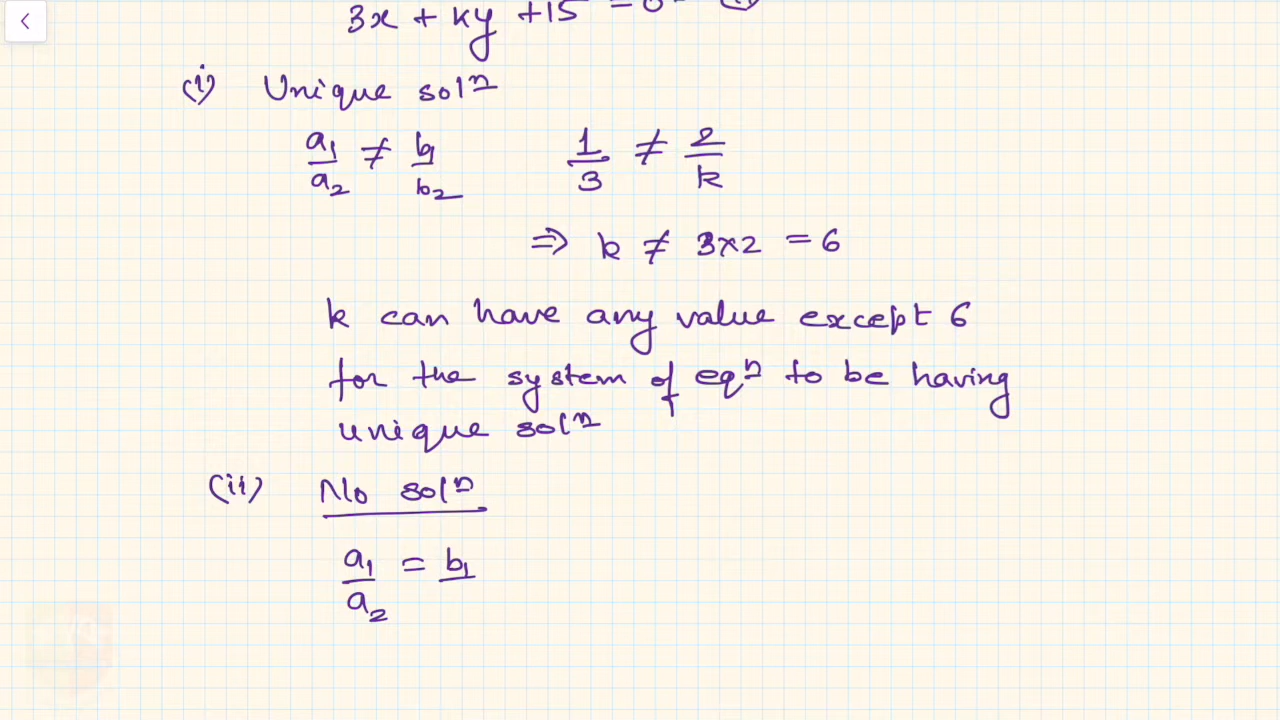 3x + ky + 15 = 0
(i) Unique solⁿ
a₁/a₂ ≠ b₁/b₂ 1/3 ≠ 2/k
⇒ k ≠ 3×2 = 6
k can have any value except 6
for the system of eqⁿ to be having
unique solⁿ
(ii) No solⁿ
a₁/a₂ = b₁